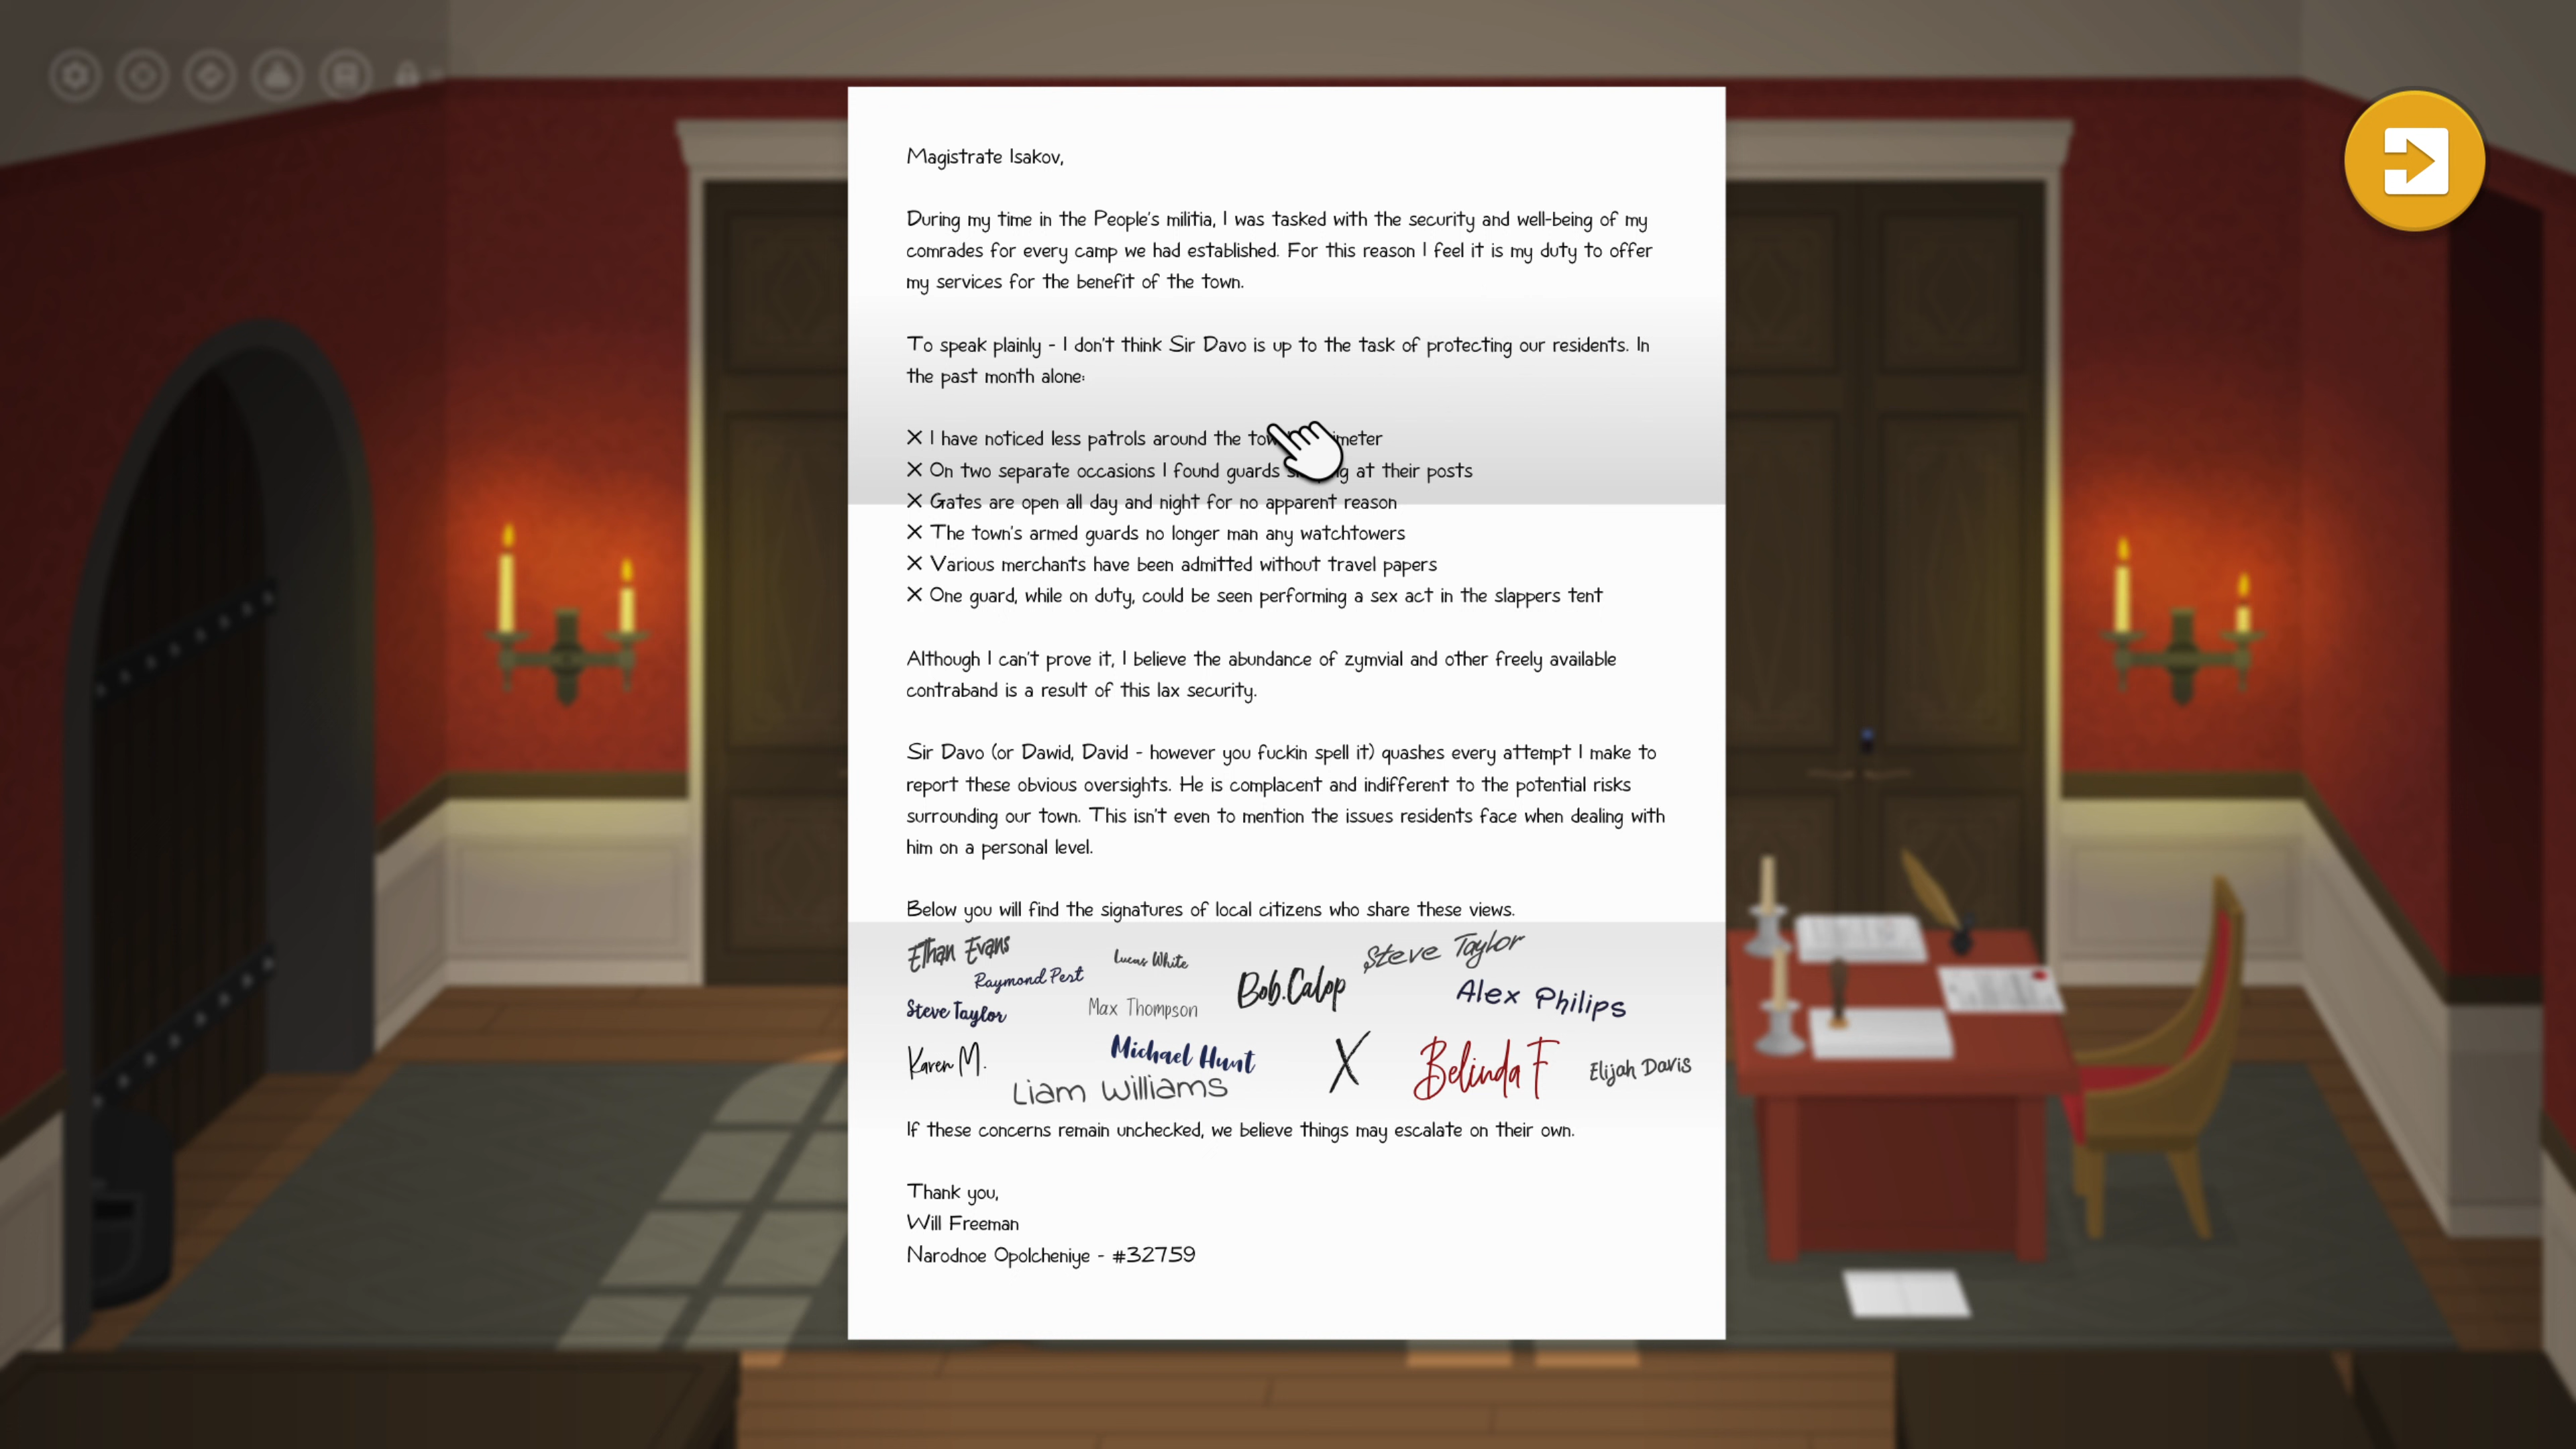 Magistrate Isakov,
During my time in the People's militia, I was tasked with the security and well-being of my
comrades for every camp we had established. For this reason I feel it is my duty to offer
my services for the benefit of the town.
To speak plainly - I don't think Sir Davo is up to the task of protecting our residents. In
the past month alone:
X I have noticed less patrols around the
X On two separate occasions I found guards at their posts
X Gates are open all day and night for no apparent reason
X The town's armed guards no longer man any watchtowers
X Various merchants have been admitted without travel papers
X One guard, while on duty, could be seen performing a sex act in the slappers tent
Although I can't prove it, I believe the abundance of zymvial and other freely available
contraband is a result of this lax security.
Sir Davo (or Dawid, David - however you fuckin spell it) quashes every attempt I make to
report these obvious oversights. He is complacent and indifferent to the potential risks
surrounding our town. This isn't even to mention the issues residents face when dealing with
him on a personal level.
Below you will find the signatures of local citizens who share these views.
Ethan Evans
Lucas White
Steve Taylor
Raymond Pest
Bob.Calop
Alex Philips
Steve Taylor
Max Thompson
Karen M.
Michael Hunt
X
Belinda F
Elijah Davis
Liam Williams
If these concerns remain unchecked, we believe things may escalate on their own.
Thank you,
Will Freeman
Narodnoe Opolcheniye - #32759